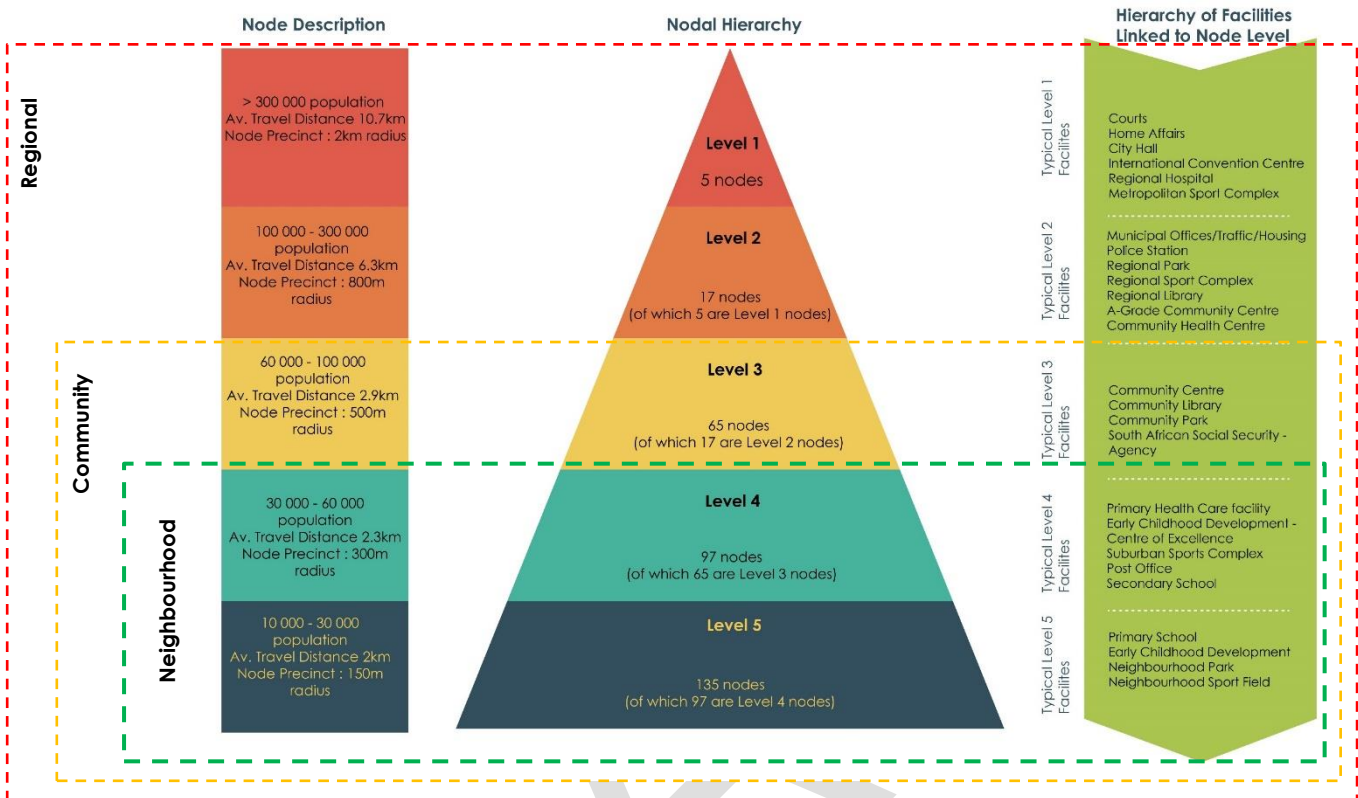 Node Description
Nodal Hierarchy
Hierarchy of Facilities
Linked to Node Level
Regional
Community
Neighbourhood
> 300 000 population
Av. Travel Distance 10.7km
Node Precinct : 2km radius
Level 1
5 nodes
Typical Level 1
Facilites
Courts
Home Affairs
City Hall
International Convention Centre
Regional Hospital
Metropolitan Sport Complex
100 000 - 300 000
population
Av. Travel Distance 6.3km
Node Precinct : 800m
radius
Level 2
17 nodes
(of which 5 are Level 1 nodes)
Typical Level 2
Facilites
Municipal Offices/Traffic/Housing
Police Station
Regional Park
Regional Sport Complex
Regional Library
A-Grade Community Centre
Community Health Centre
60 000 - 100 000
population
Av. Travel Distance 2.9km
Node Precinct : 500m
radius
Level 3
65 nodes
(of which 17 are Level 2 nodes)
Typical Level 3
Facilites
Community Centre
Community Library
Community Park
South African Social Security -
Agency
30 000 - 60 000
population
Av. Travel Distance 2.3km
Node Precinct : 300m
radius
Level 4
97 nodes
(of which 65 are Level 3 nodes)
Typical Level 4
Facilites
Primary Health Care facility
Early Childhood Development -
Centre of Excellence
Suburban Sports Complex
Post Office
Secondary School
10 000 - 30 000
population
Av. Travel Distance 2km
Node Precinct : 150m
radius
Level 5
135 nodes
(of which 97 are Level 4 nodes)
Typical Level 5
Facilites
Primary School
Early Childhood Development
Neighbourhood Park
Neighbourhood Sport Field